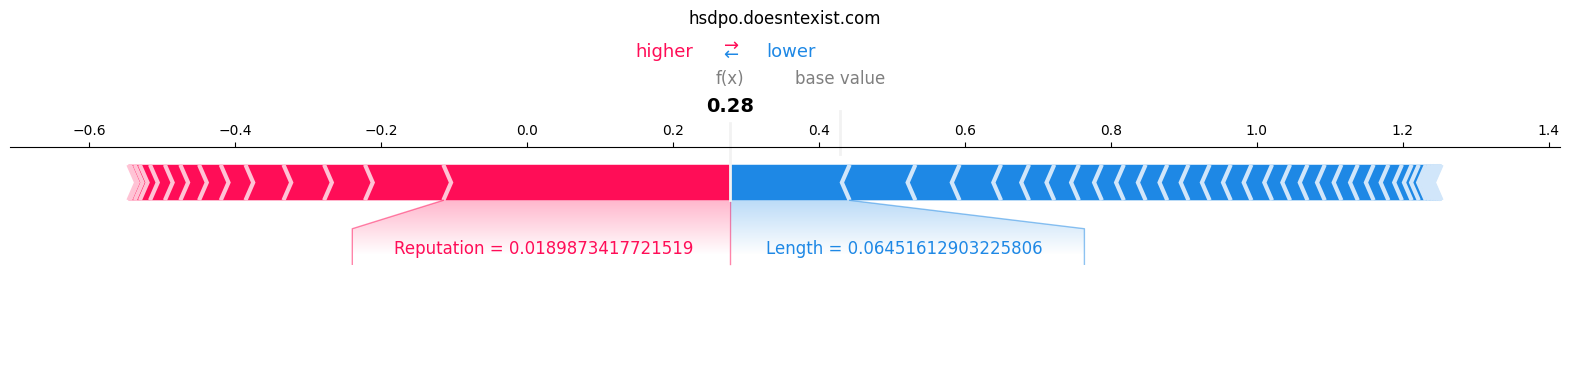 hsdpo.doesntexist.com
higher ⇄ lower
f(x) base value
0.28
−0.6 −0.4 −0.2 0.0 0.2 0.4 0.6 0.8 1.0 1.2 1.4
Reputation = 0.0189873417721519 Length = 0.06451612903225806